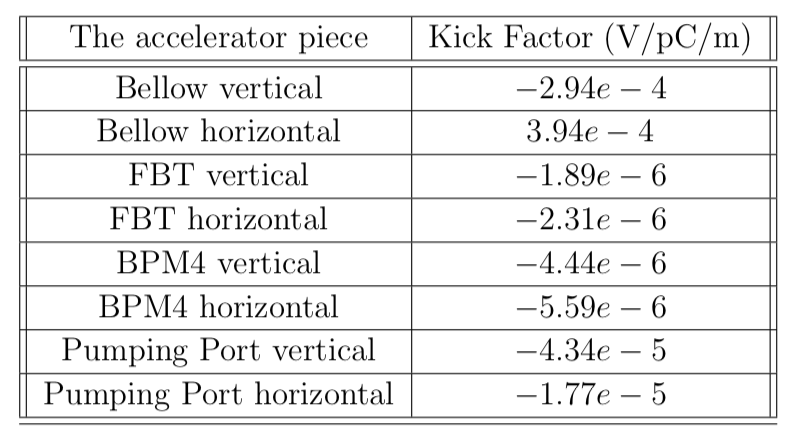 The accelerator piece Kick Factor (V/pC/m)
Bellow vertical −2.94e − 4
Bellow horizontal 3.94e − 4
FBT vertical −1.89e − 6
FBT horizontal −2.31e − 6
BPM4 vertical −4.44e − 6
BPM4 horizontal −5.59e − 6
Pumping Port vertical −4.34e − 5
Pumping Port horizontal −1.77e − 5